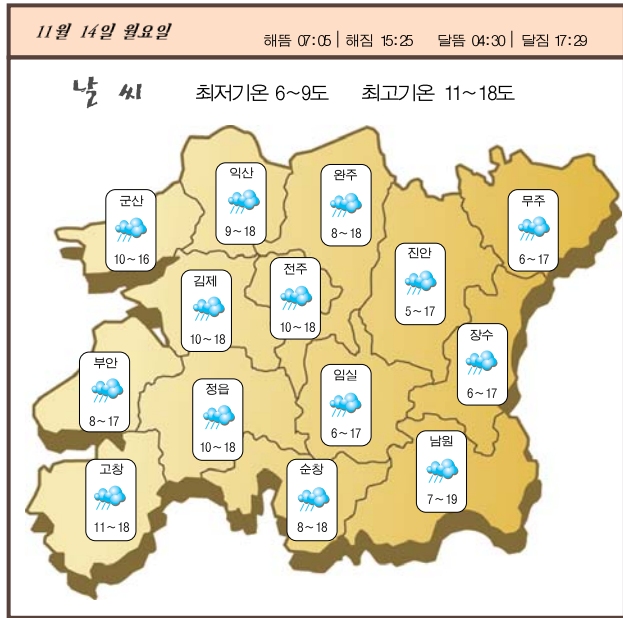 11월 14일 월요일 해뜸 07:05 | 해짐 15:25 달뜸 04:30 | 달짐 17:29
날 씨 최저기온 6~9도 최고기온 11~18도
익산
9~18
완주
8~18
군산
10~16
무주
6~17
진안
5~17
전주
10~18
김제
10~18
장수
6~17
부안
8~17
정읍
10~18
임실
6~17
남원
7~19
고창
11~18
순창
8~18